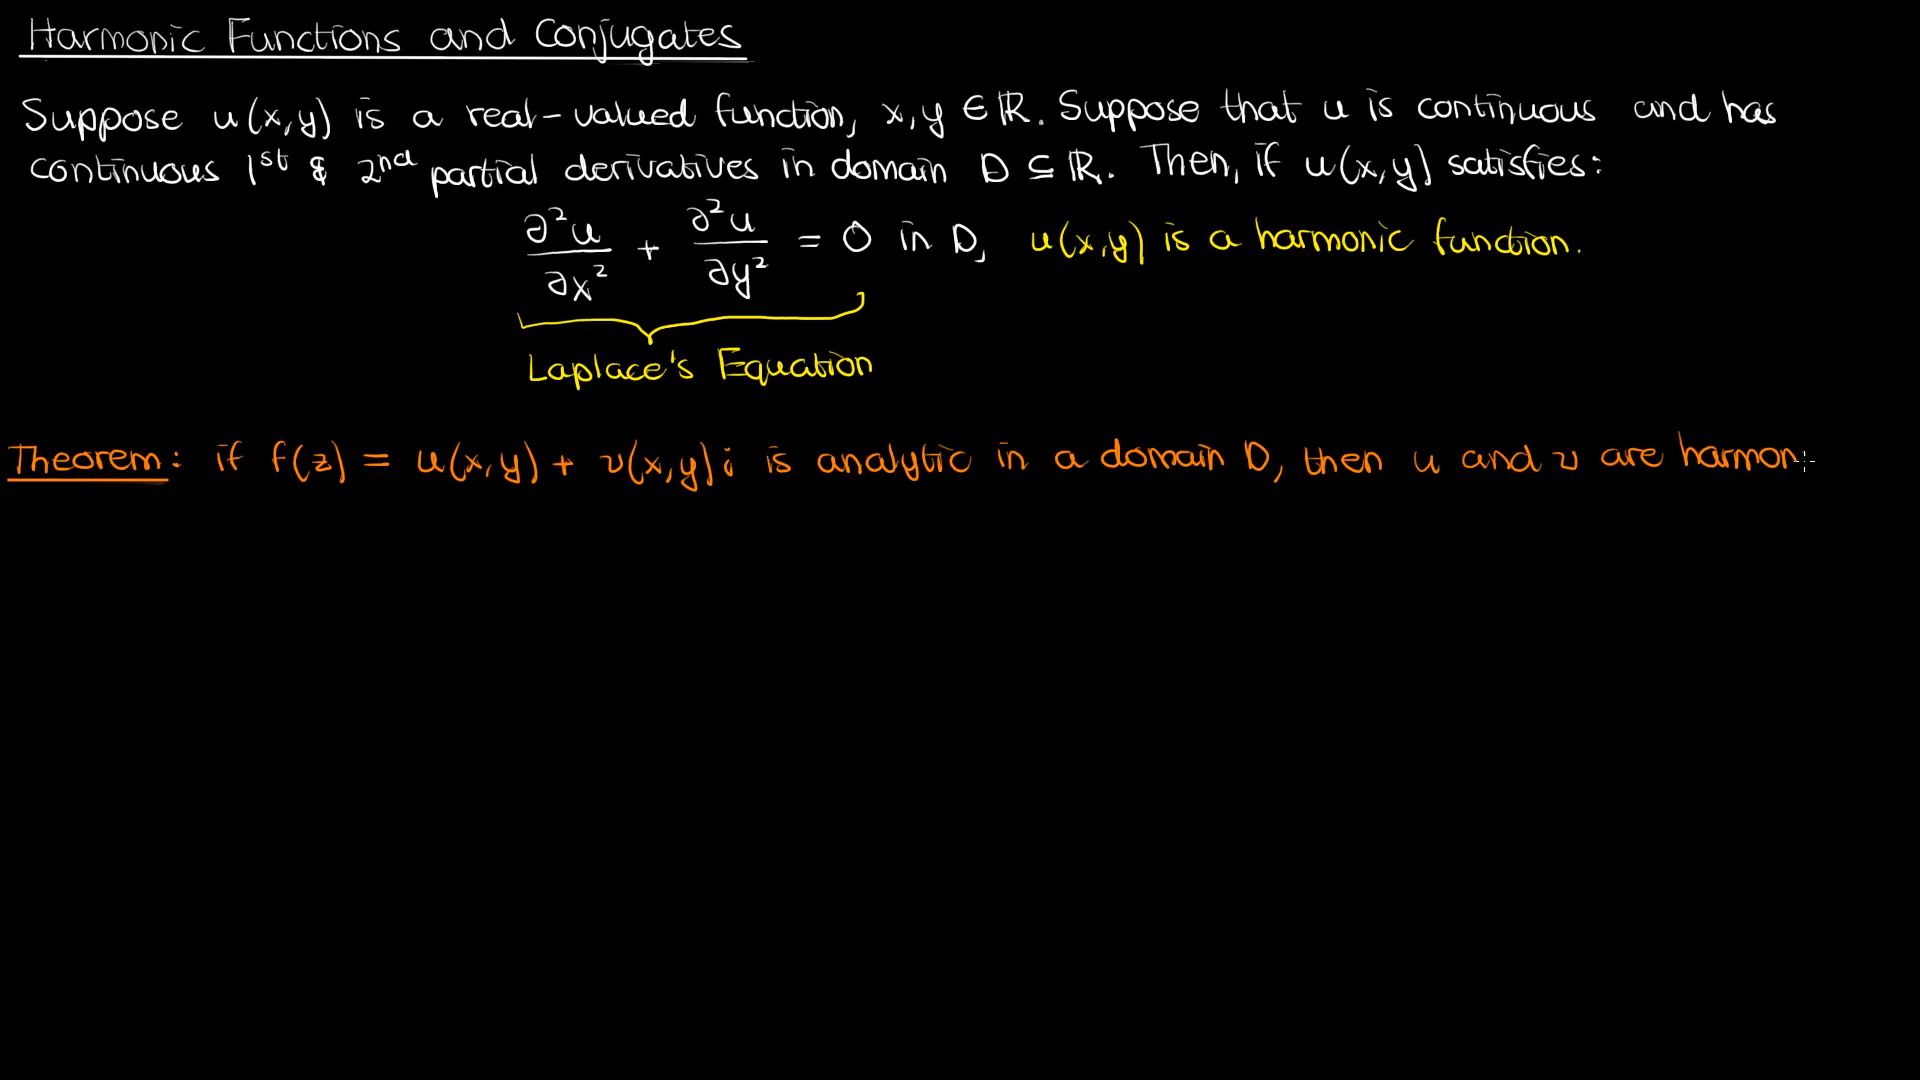 Harmonic Functions and Conjugates
Suppose u(x,y) is a real-valued function, x,y ∈ ℝ. Suppose that u is continuous and has
continuous 1st & 2nd partial derivatives in domain D ⊆ ℝ. Then, if u(x,y) satisfies:
∂²u/∂x² + ∂²u/∂y² = 0 in D, u(x,y) is a harmonic function.
Laplace's Equation
Theorem: if f(z) = u(x,y) + v(x,y)i is analytic in a domain D, then u and v are harmon